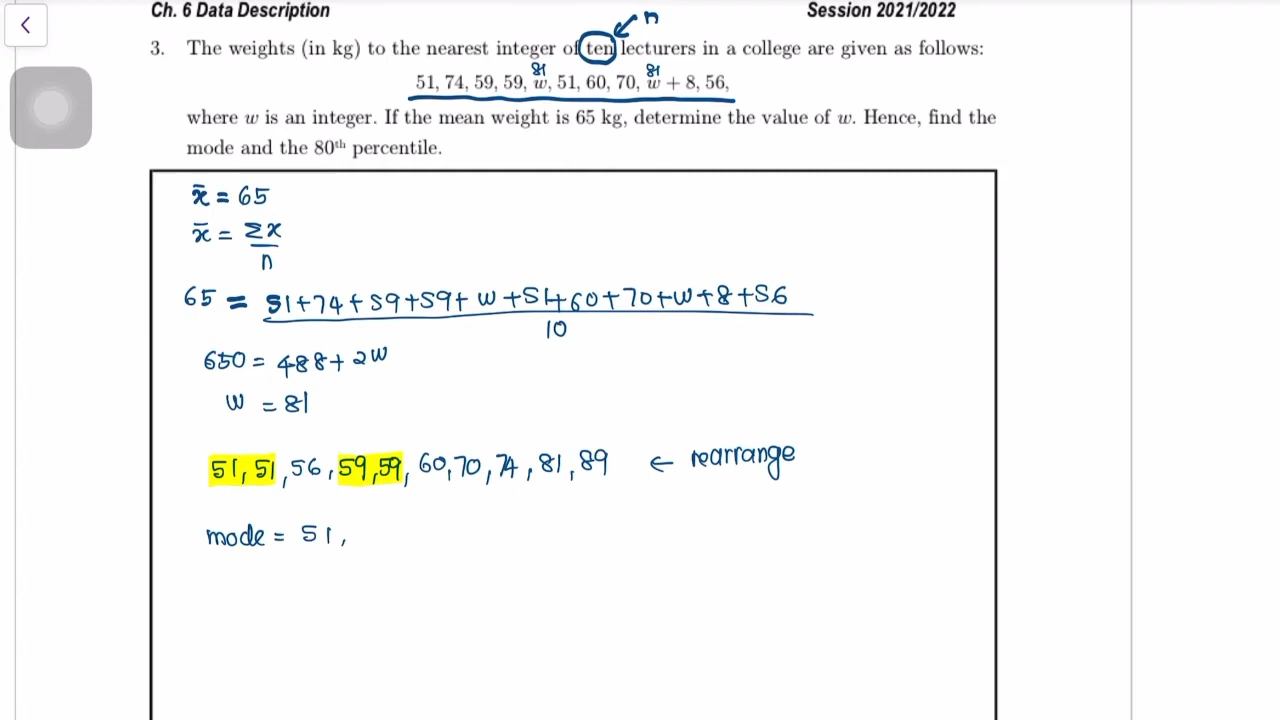 Ch. 6 Data Description Session 2021/2022
n
3. The weights (in kg) to the nearest integer of ten lecturers in a college are given as follows:
81 81
51, 74, 59, 59, w, 51, 60, 70, w + 8, 56,
where w is an integer. If the mean weight is 65 kg, determine the value of w. Hence, find the
mode and the 80th percentile.
x̄ = 65
x̄ = Σx
n
65 = 51+74+59+59+w+51+60+70+w+8+56
10
650 = 488+2w
w = 81
51, 51, 56, 59, 59, 60, 70, 74, 81, 89 ← rearrange
mode = 51,